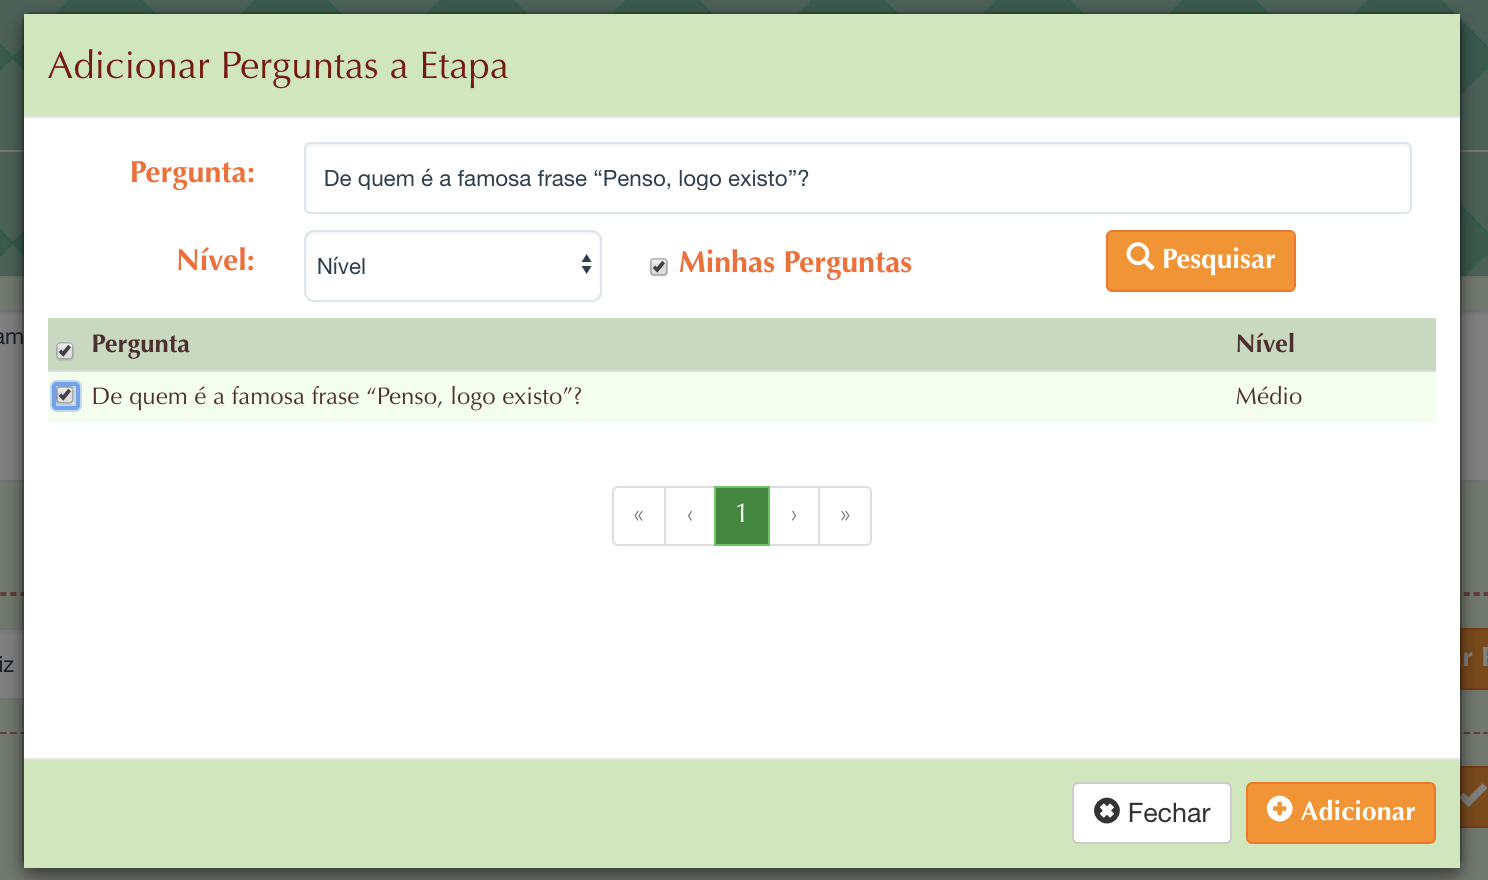 Adicionar Perguntas a Etapa
Pergunta: De quem é a famosa frase “Penso, logo existo”?
Nível: Nível Minhas Perguntas Pesquisar
Pergunta Nível
De quem é a famosa frase “Penso, logo existo”? Médio
« ‹ 1 › »
Fechar Adicionar